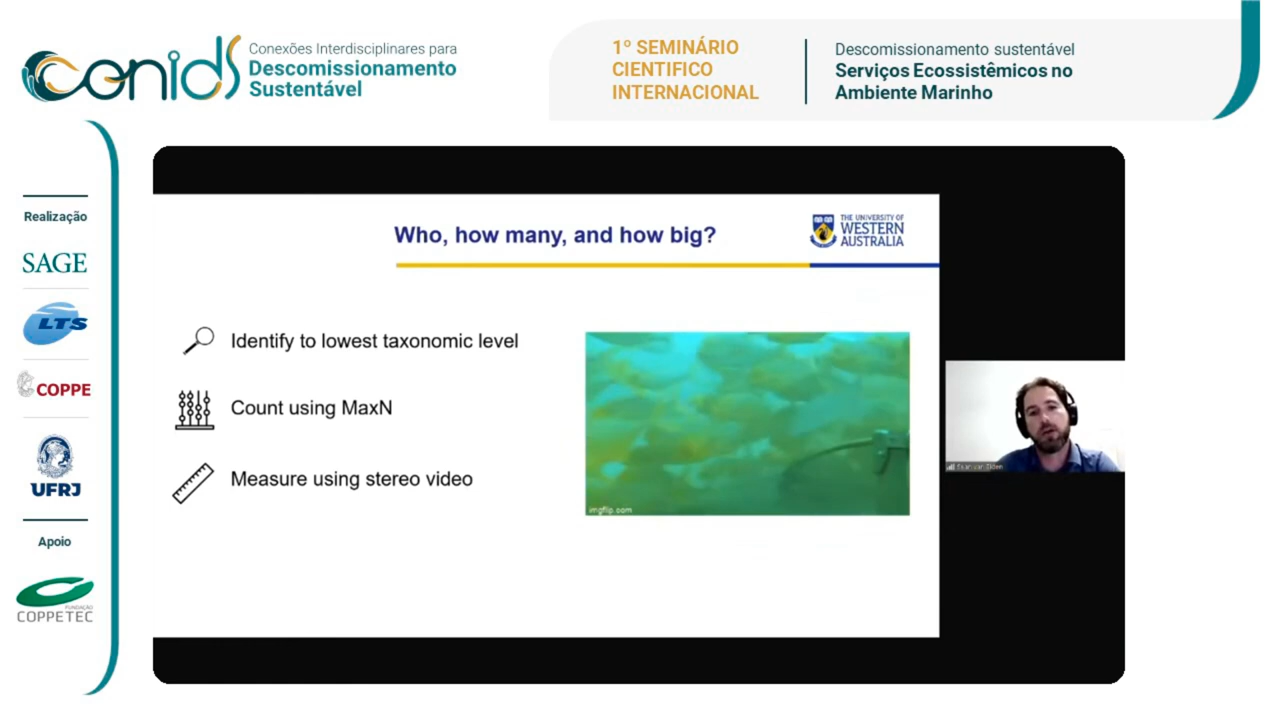 conids
Conexões Interdisciplinares para
Descomissionamento
Sustentável
1º SEMINÁRIO
CIENTIFICO
INTERNACIONAL
Descomissionamento sustentável
Serviços Ecossistêmicos no
Ambiente Marinho
Realização
SAGE
LTS
COPPE
UFRJ
Apoio
FUNDAÇÃO
COPPETEC
Who, how many, and how big?
THE UNIVERSITY OF
WESTERN
AUSTRALIA
Identify to lowest taxonomic level
Count using MaxN
Measure using stereo video
imgflip.com